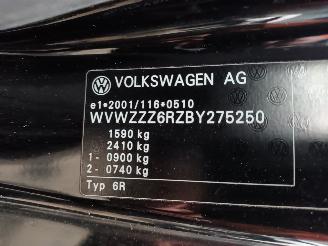 VOLKSWAGEN AG
e1*2001/116*0510
WVWZZZ6RZBY275250
1590 kg
2410 kg
1- 0900 kg
2- 0740 kg
Typ 6R